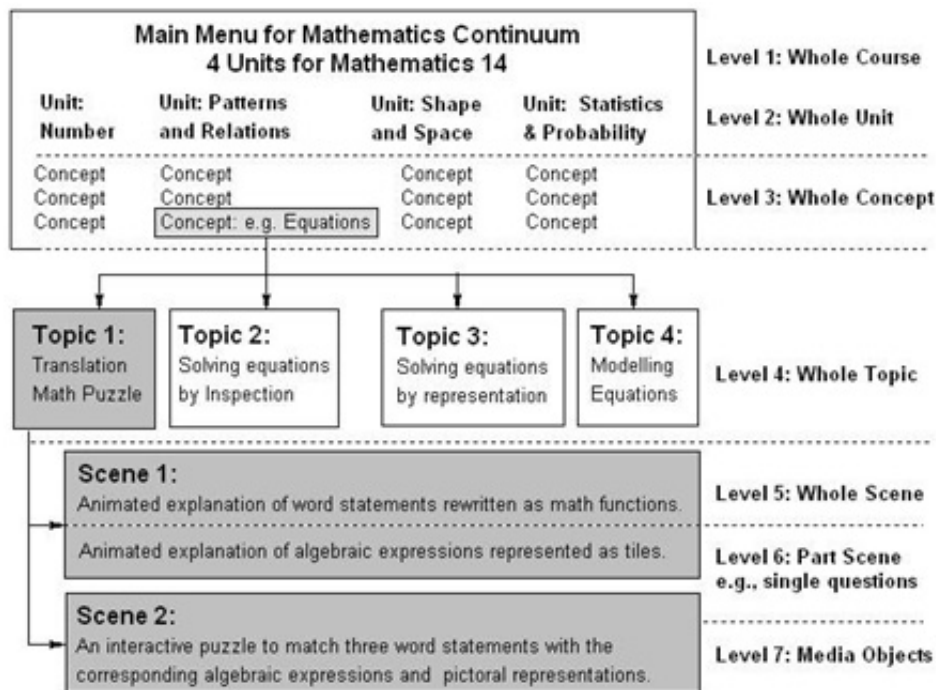 Main Menu for Mathematics Continuum
4 Units for Mathematics 14
Level 1: Whole Course
Unit: Number
Unit: Patterns and Relations
Unit: Shape and Space
Unit: Statistics & Probability
Level 2: Whole Unit
Concept Concept Concept Concept
Concept Concept Concept Concept
Concept Concept: e.g. Equations Concept Concept
Level 3: Whole Concept
Topic 1:
Translation
Math Puzzle
Topic 2:
Solving equations
by Inspection
Topic 3:
Solving equations
by representation
Topic 4:
Modelling
Equations
Level 4: Whole Topic
Scene 1:
Animated explanation of word statements rewritten as math functions.
Level 5: Whole Scene
Animated explanation of algebraic expressions represented as tiles.
Level 6: Part Scene
e.g., single questions
Scene 2:
An interactive puzzle to match three word statements with the
corresponding algebraic expressions and pictoral representations.
Level 7: Media Objects